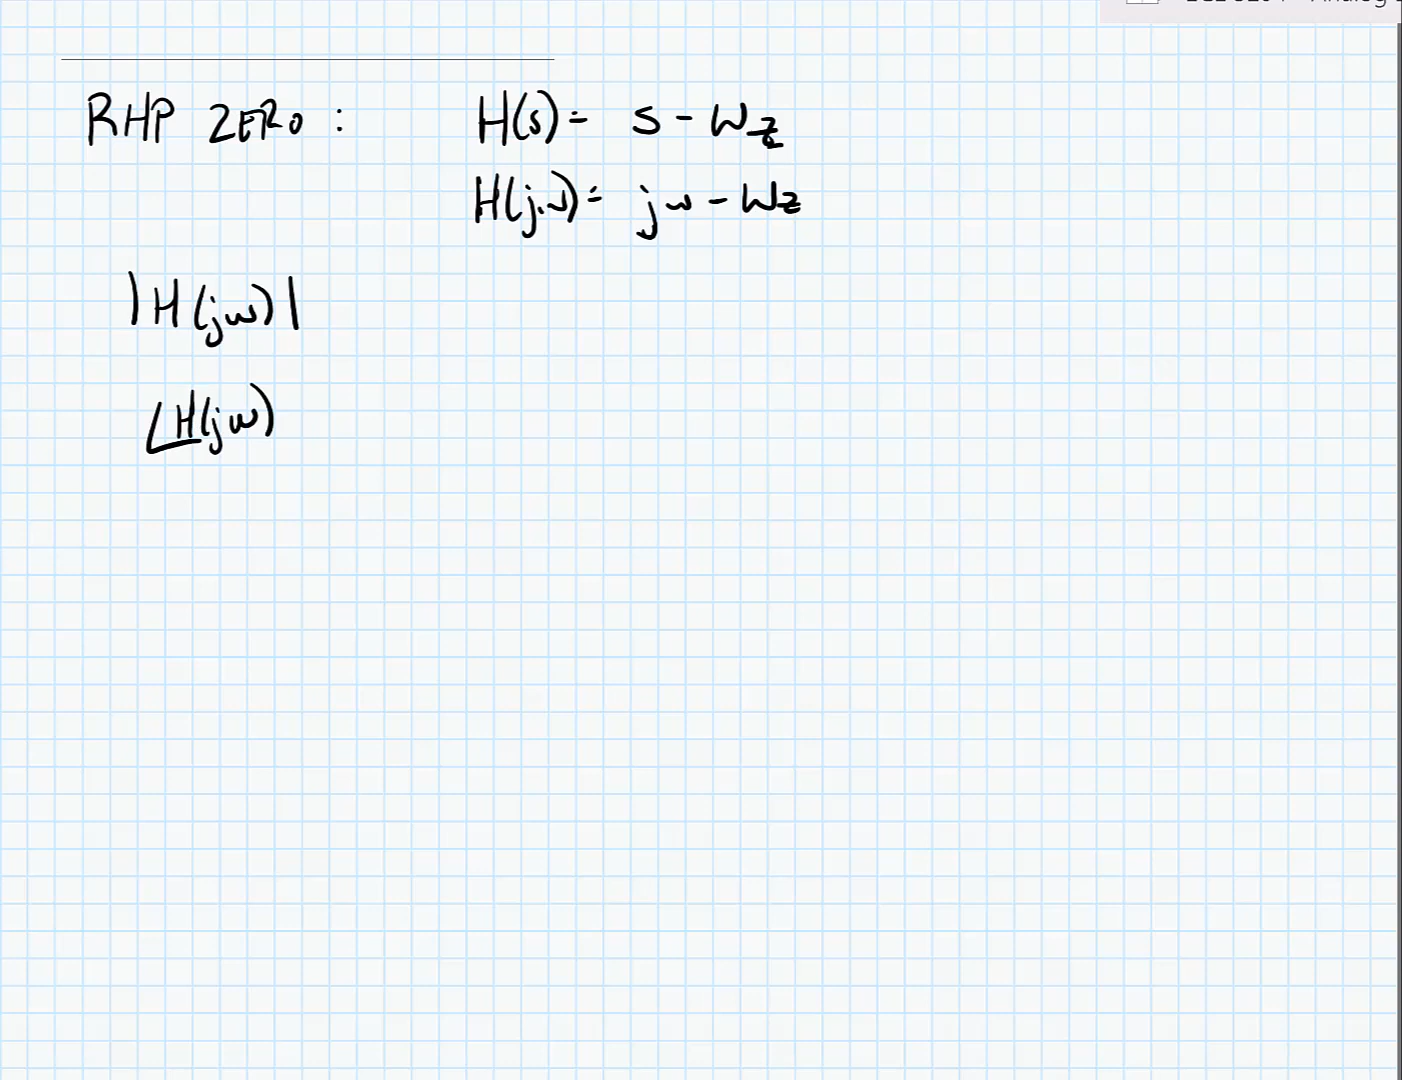 RHP ZERO : H(s) = s - ωz
H(jω) = jω - ωz
|H(jω)|
∠H(jω)